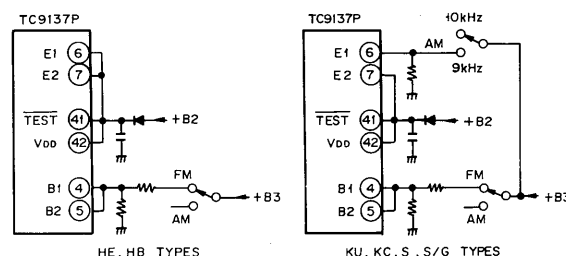 TC9137P
E1 6
E2 7
TEST 41
VDD 42
+B2
B1 4
B2 5
FM
AM
+B3
HE, HB TYPES
TC9137P
E1 6
E2 7
AM
10kHz
9kHz
TEST 41
VDD 42
+B2
B1 4
B2 5
FM
AM
+B3
KU, KC, S, S/G TYPES